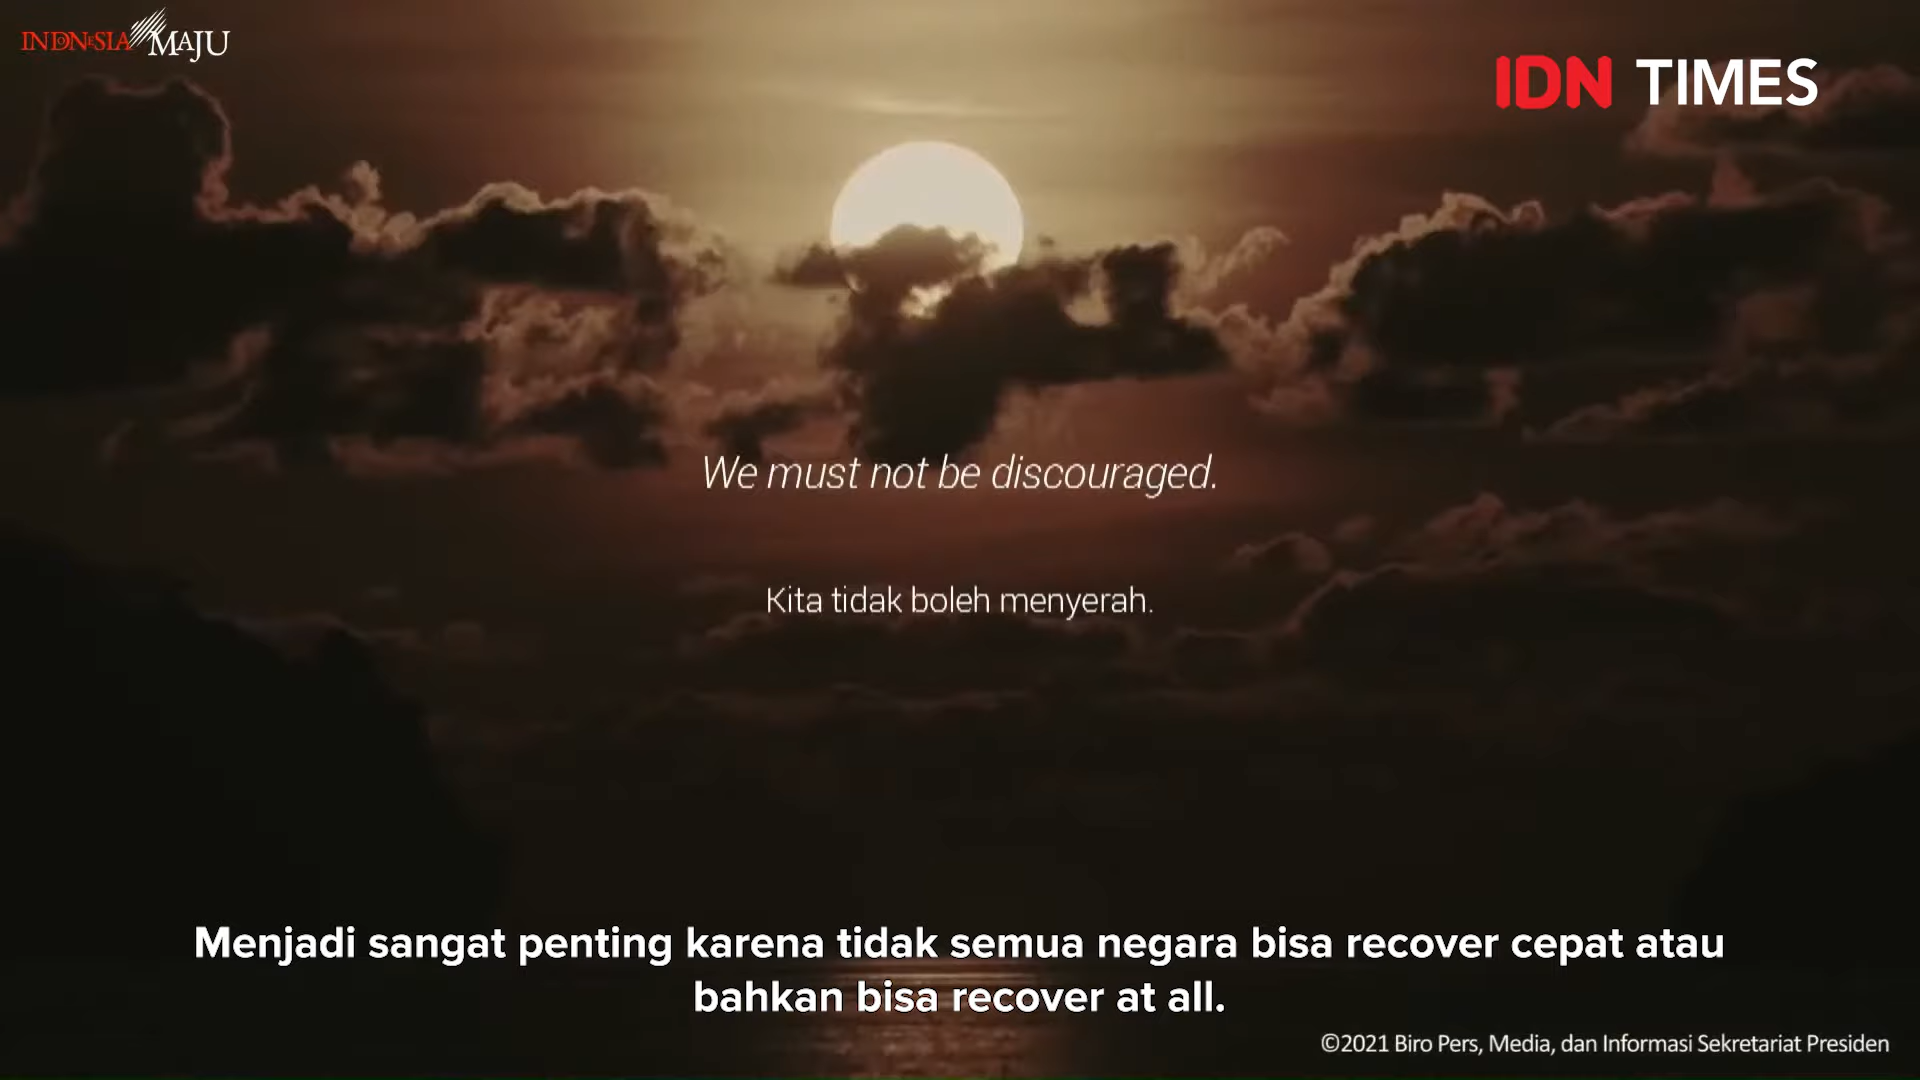 INDONESIA MAJU
IDN TIMES
We must not be discouraged.
Kita tidak boleh menyerah.
Menjadi sangat penting karena tidak semua negara bisa recover cepat atau
bahkan bisa recover at all.
©2021 Biro Pers, Media, dan Informasi Sekretariat Presiden